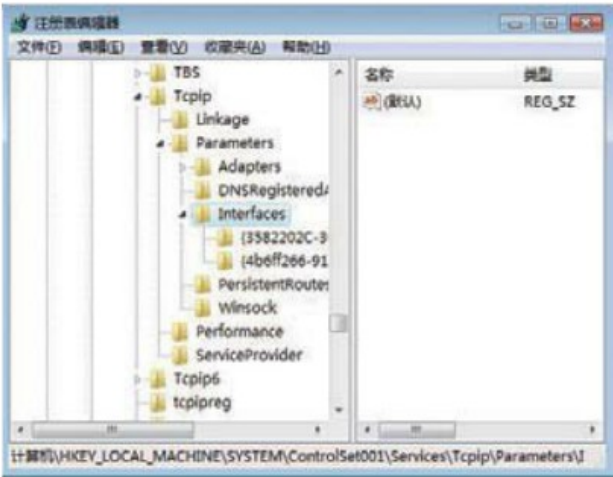 注册表编辑器
文件(F) 编辑(E) 查看(V) 收藏夹(A) 帮助(H)
TBS
Tcpip
Linkage
Parameters
Adapters
DNSRegisteredA
Interfaces
{3582202C-3
{4b6ff266-91
PersistentRoutes
Winsock
Performance
ServiceProvider
Tcpip6
tcpipreg
名称 类型
ab (默认) REG_SZ
计算机\HKEY_LOCAL_MACHINE\SYSTEM\ControlSet001\Services\Tcpip\Parameters\I